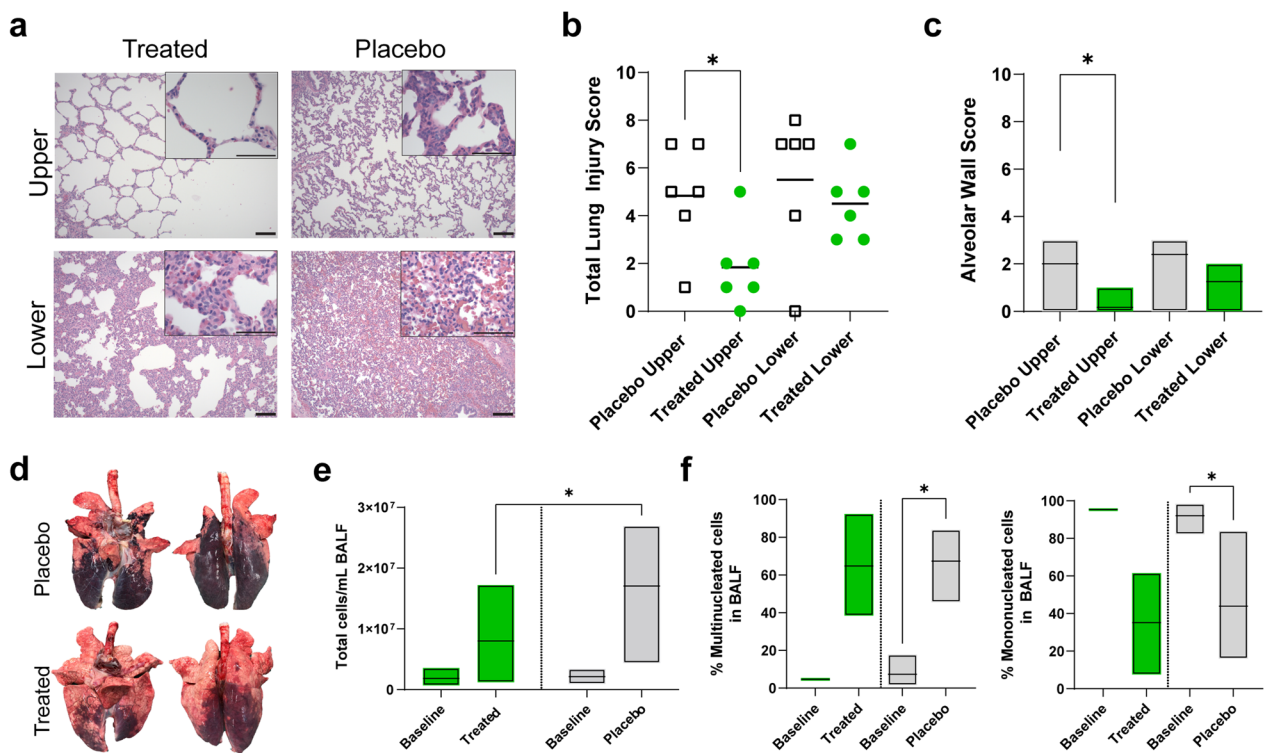 a
Treated
Placebo
Upper
Lower
b
Total Lung Injury Score
10
8
6
4
2
0
*
Placebo Upper
Treated Upper
Placebo Lower
Treated Lower
c
Alveolar Wall Score
10
8
6
4
2
0
*
Placebo Upper
Treated Upper
Placebo Lower
Treated Lower
d
Placebo
Treated
e
Total cells/mL BALF
3×10⁷
2×10⁷
1×10⁷
0
*
Baseline
Treated
Baseline
Placebo
f
% Multinucleated cells
in BALF
100
80
60
40
20
0
*
Baseline
Treated
Baseline
Placebo
% Mononucleated cells
in BALF
100
80
60
40
20
0
*
Baseline
Treated
Baseline
Placebo